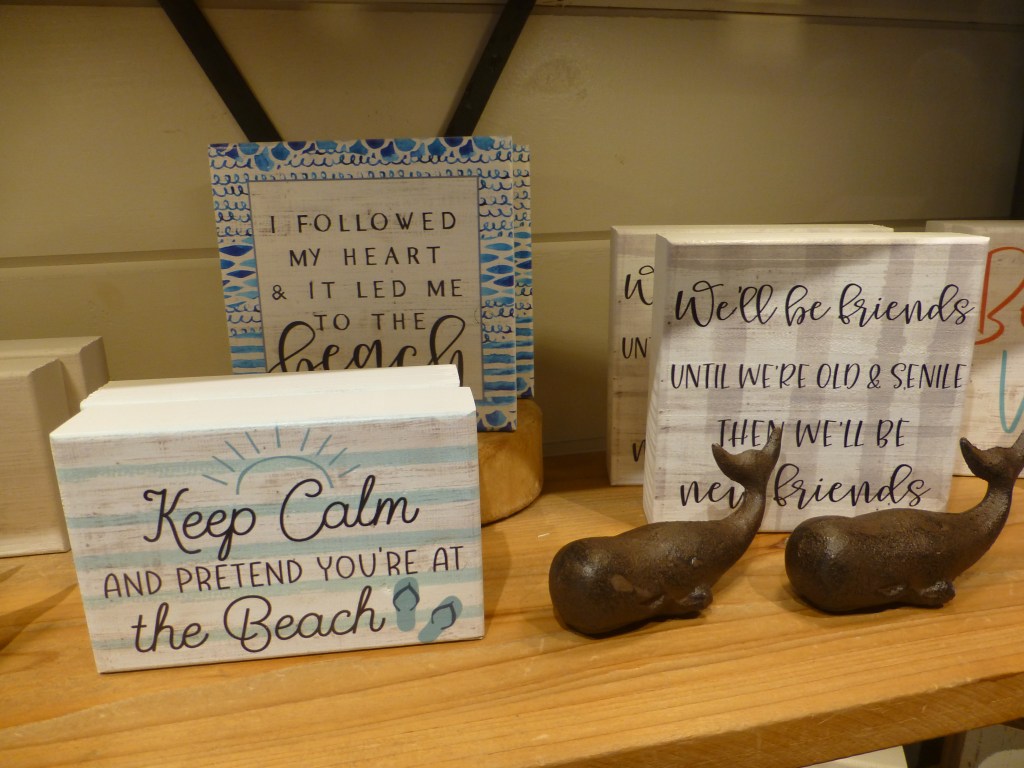 I FOLLOWED
MY HEART
& IT LED ME
TO THE
beach
Keep Calm
AND PRETEND YOU'RE AT
the Beach
We'll be friends
UNTIL WE'RE OLD & SENILE
THEN WE'LL BE
new friends
W
UN